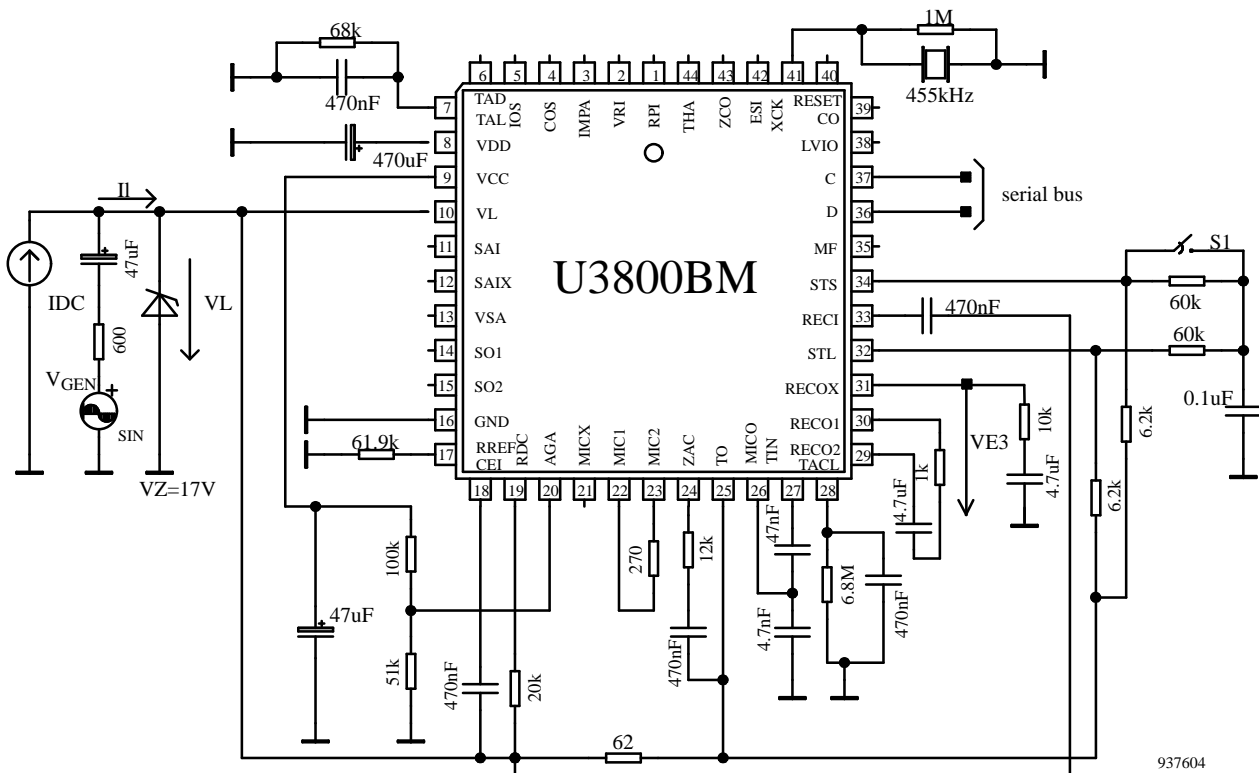 68k
1M
470nF
455kHz
470uF
6
5
4
3
2
1
44
43
42
41
40
TAD
TAL
IOS
COS
IMPA
VRI
RPI
THA
ZCO
ESI
XCK
RESET
CO
7
39
8
VDD
LVIO
38
9
VCC
C
37
serial bus
Il
10
VL
D
36
11
SAI
MF
35
S1
47uF
IDC
VL
12
SAIX
U3800BM
STS
34
60k
13
VSA
RECI
33
470nF
600
60k
14
SO1
STL
32
VGEN
15
SO2
RECOX
31
SIN
16
GND
RECO1
30
VE3
10k
6.2k
0.1uF
61.9k
17
RREF
CEI
RDC
AGA
MICX
MIC1
MIC2
ZAC
TO
MICO
TIN
RECO2
TACL
29
1k
VZ=17V
18
19
20
21
22
23
24
25
26
27
28
4.7uF
4.7uF
6.2k
47nF
100k
270
12k
6.8M
470nF
47uF
4.7nF
51k
470nF
20k
470nF
62
937604